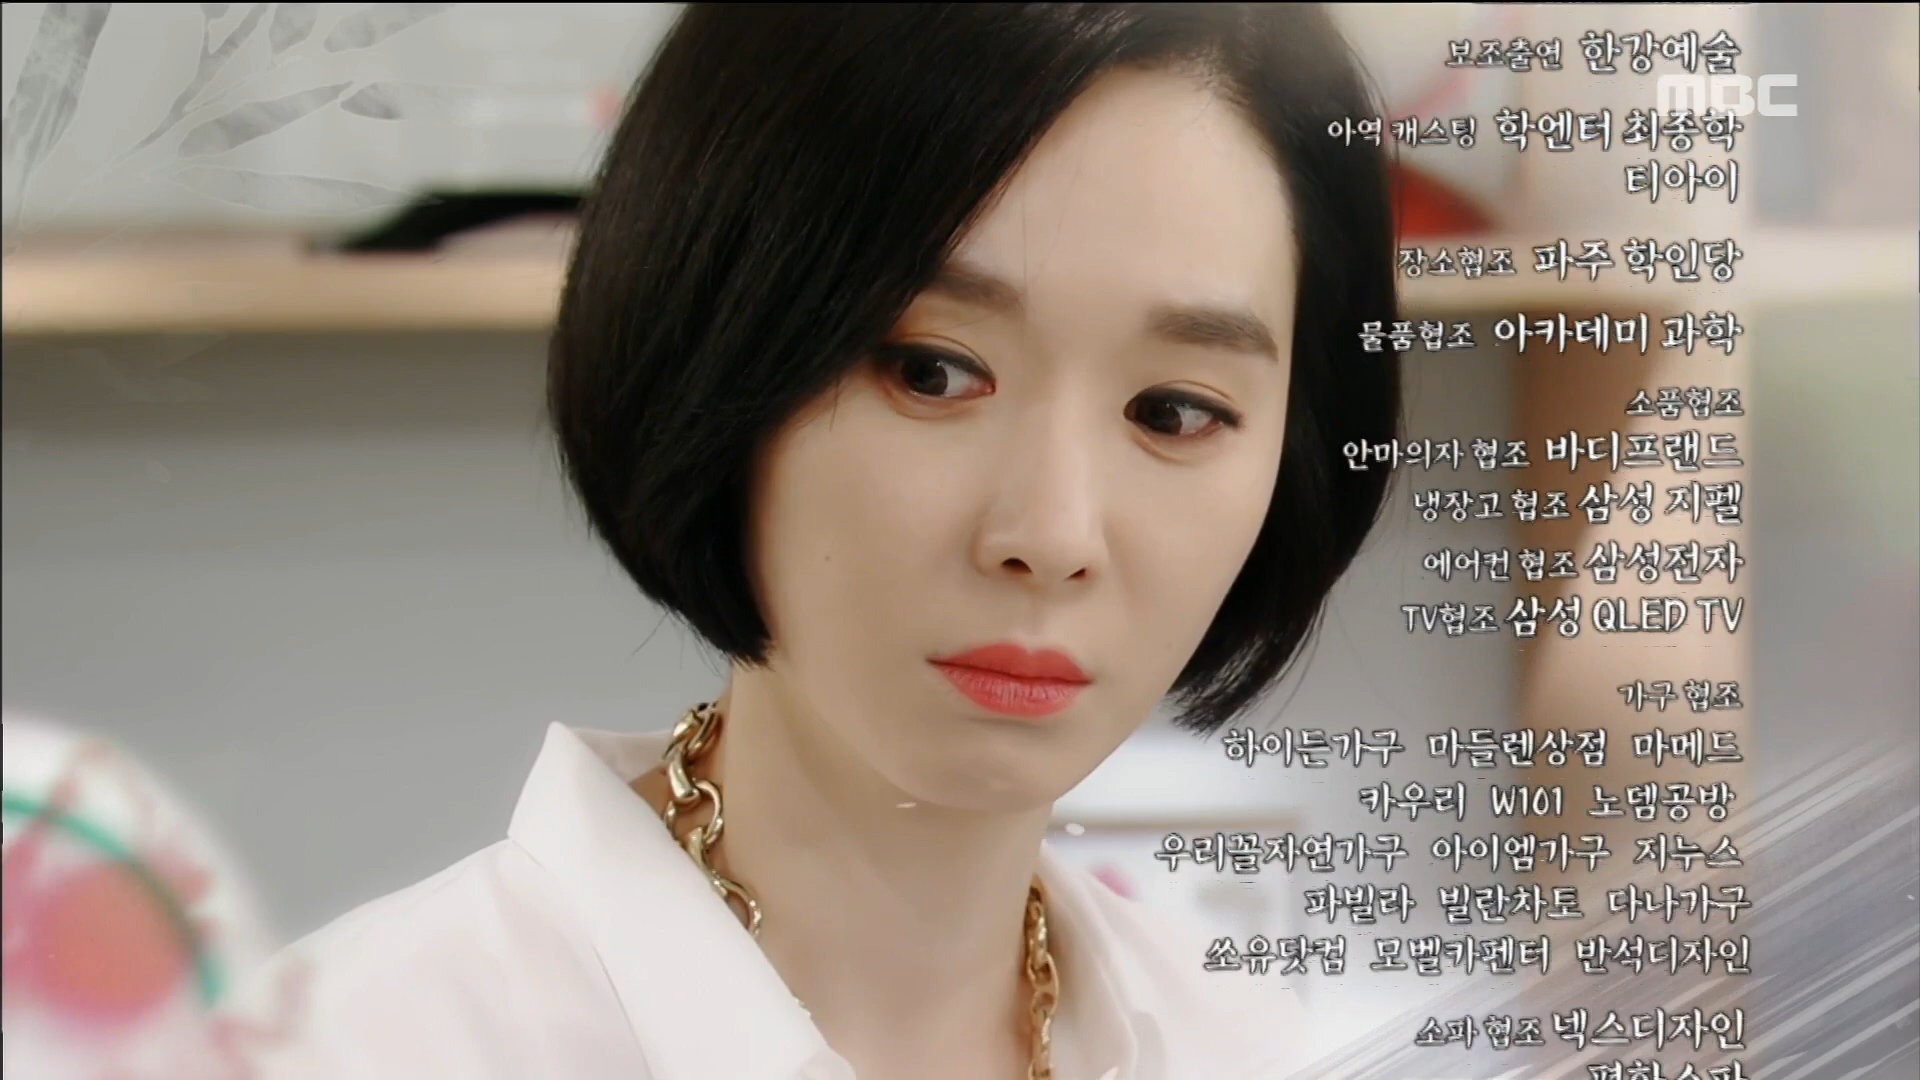 보조출연 한강예술
MBC
아역 캐스팅 학엔터 최종학
티아이
장소협조 파주 학인당
물품협조 아카데미 과학
소품협조
안마의자 협조 바디프랜드
냉장고 협조 삼성 지펠
에어컨 협조 삼성전자
TV협조 삼성 QLED TV
가구 협조
하이든가구 마들렌상점 마메드
카우리 W101 노뎀공방
우리꼴자연가구 아이엠가구 지누스
파빌라 빌란차토 다나가구
쏘유닷컴 모벨카펜터 반석디자인
소파 협조 넥스디자인